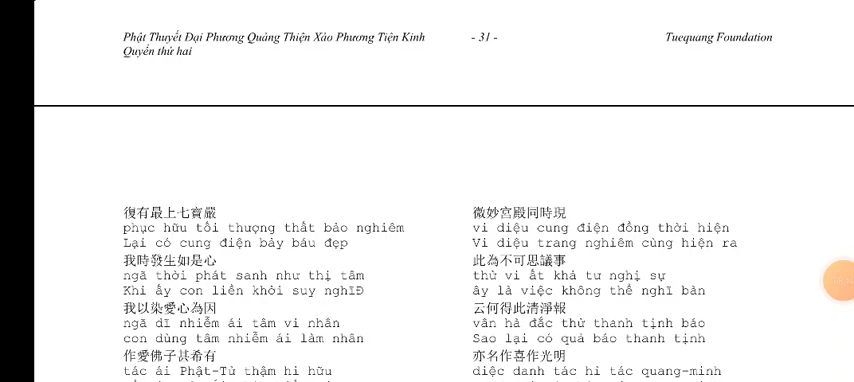 Phật Thuyết Đại Phương Quảng Thiện Xảo Phương Tiện Kinh - 31 - Tuequang Foundation
Quyển thứ hai
復有最上七寶嚴
phục hữu tối thượng thất bảo nghiêm
Lại có cung điện bảy báu đẹp
我時發生如是心
ngã thời phát sanh như thị tâm
Khi ấy con liền khởi suy nghĩÐ
我以染愛心為因
ngã dĩ nhiễm ái tâm vi nhân
con dùng tâm nhiễm ái làm nhân
作愛佛子甚希有
tác ái Phật-Tử thậm hi hữu
微妙宮殿同時現
vi diệu cung điện đồng thời hiện
Vi diệu trang nghiêm cùng hiện ra
此為不可思議事
thử vi ất khả tư nghị sự
ây là việc không thể nghĩ bàn
云何得此清淨報
vân hà đắc thử thanh tịnh báo
Sao lại có quả báo thanh tịnh
亦名作喜作光明
diệc danh tác hỉ tác quang-minh